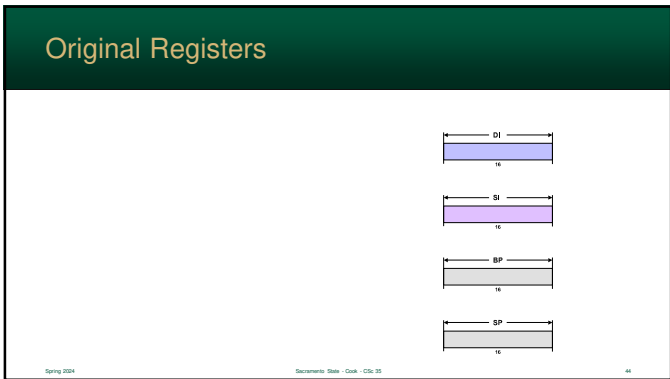 Original Registers
DI
16
SI
16
BP
16
SP
16
Spring 2024
Sacramento State - Cook - CSc 35
44